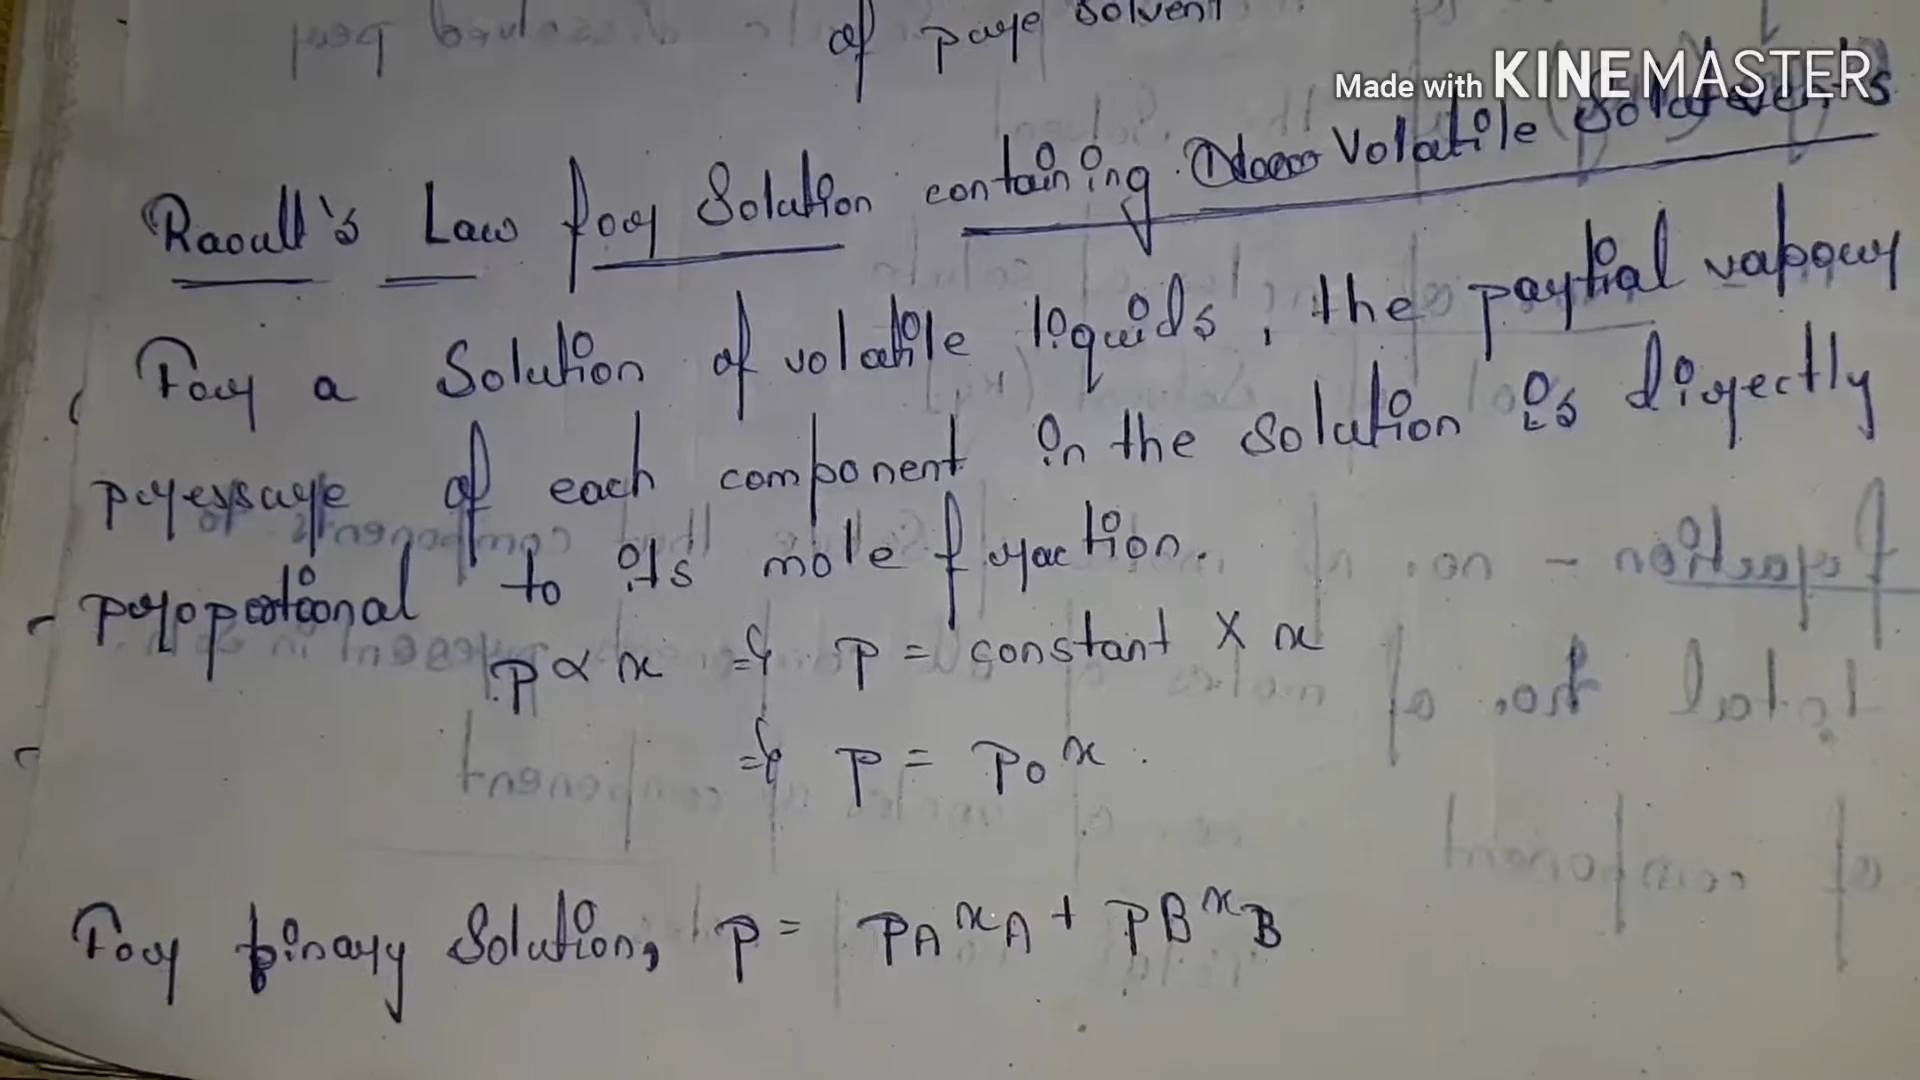 of pure solvent
Made with KINEMASTER
Raoult's Law for Solution containing Volatile
For a Solution of volatile liquids, the partial vapour
pressure of each component in the solution is directly
proportional to its mole fraction.
p ∝ x ⇒ p = constant × x
⇒ p = p₀ x
For binary Solution, p = pA xA + pB xB